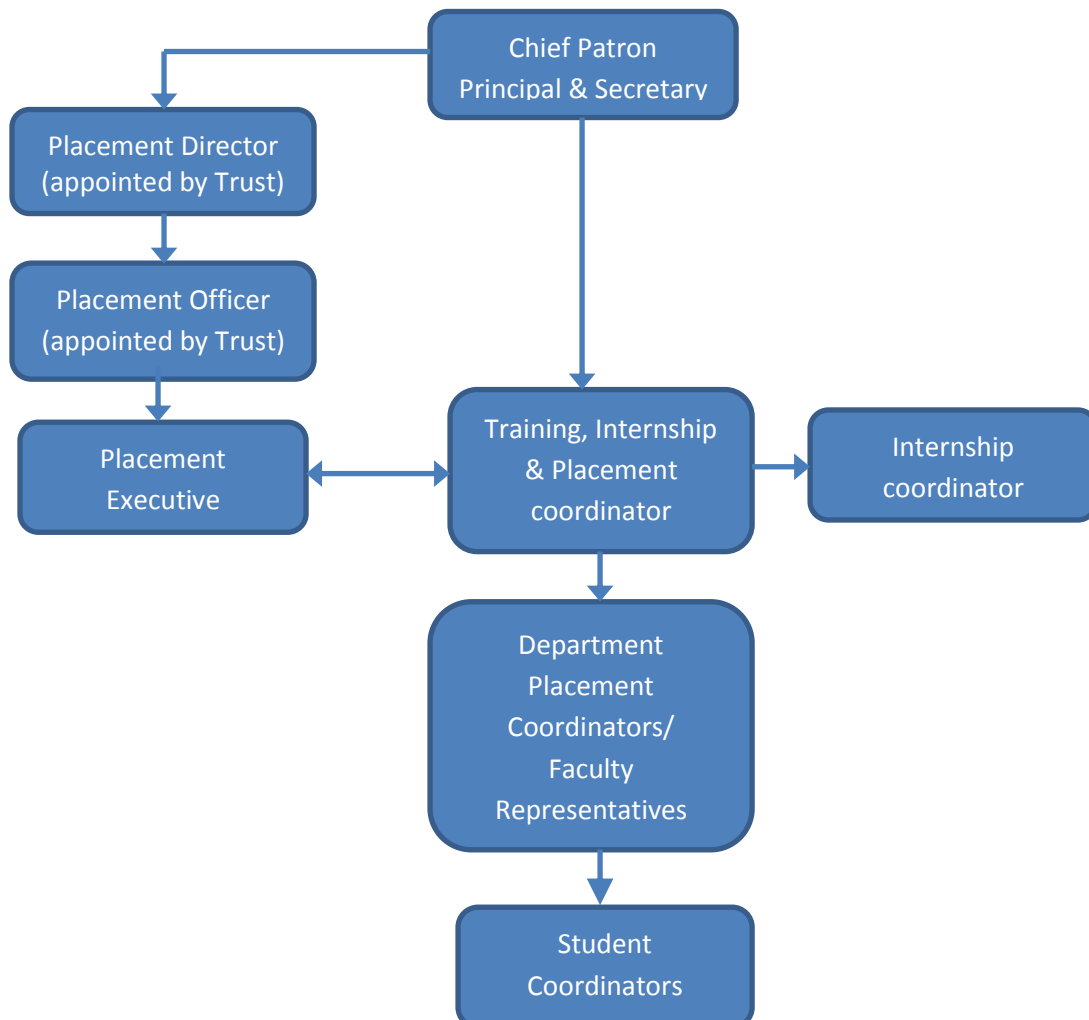 Chief Patron
Principal & Secretary
Placement Director
(appointed by Trust)
Placement Officer
(appointed by Trust)
Placement
Executive
Training, Internship
& Placement
coordinator
Internship
coordinator
Department
Placement
Coordinators/
Faculty
Representatives
Student
Coordinators